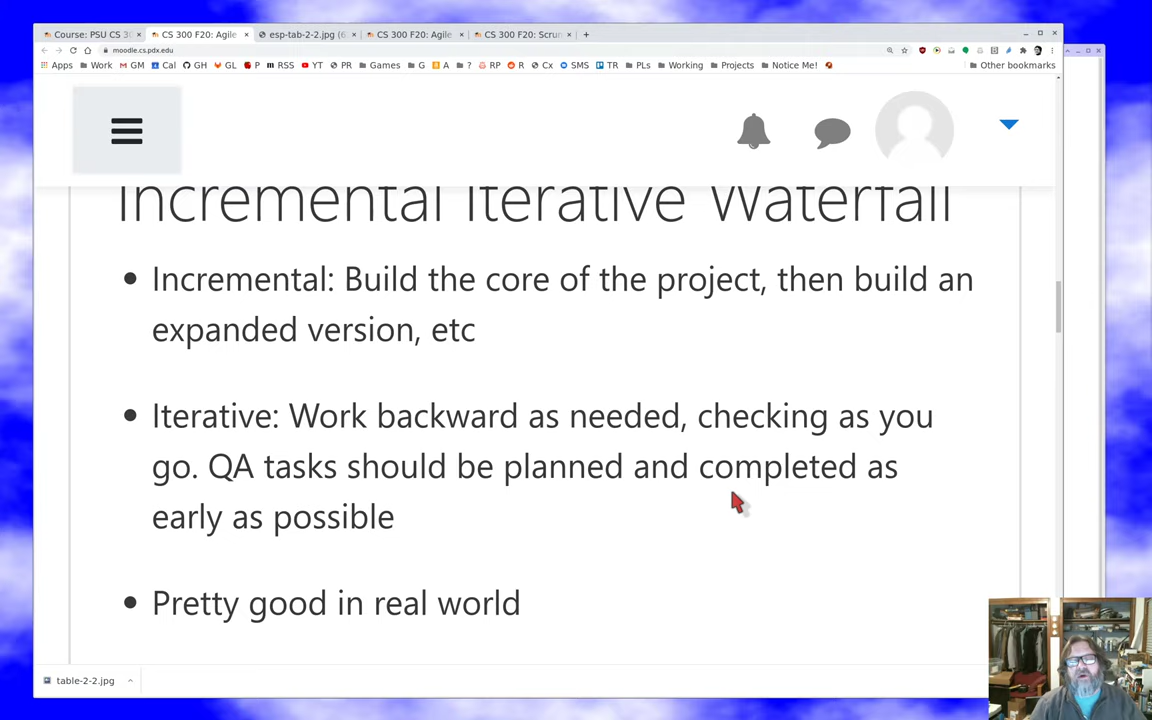 Course: PSU CS 30
CS 300 F20: Agile
esp-tab-2-2.jpg (6
CS 300 F20: Agile
CS 300 F20: Scrun
moodle.cs.pdx.edu
Apps Work GM Cal GH GL P RSS YT PR Games G A ? RP R Cx SMS TR PLs Working Projects Notice Me! Other bookmarks
Incremental Iterative Waterfall
• Incremental: Build the core of the project, then build an
expanded version, etc
• Iterative: Work backward as needed, checking as you
go. QA tasks should be planned and completed as
early as possible
• Pretty good in real world
table-2-2.jpg